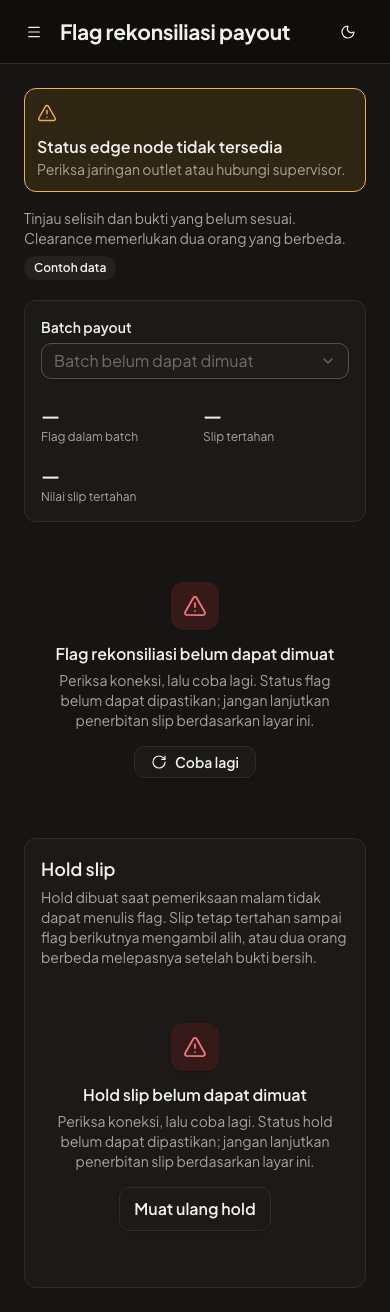 Flag rekonsiliasi payout
Status edge node tidak tersedia
Periksa jaringan outlet atau hubungi supervisor.
Tinjau selisih dan bukti yang belum sesuai.
Clearance memerlukan dua orang yang berbeda.
Contoh data
Batch payout
Batch belum dapat dimuat
— —
Flag dalam batch Slip tertahan
—
Nilai slip tertahan
Flag rekonsiliasi belum dapat dimuat
Periksa koneksi, lalu coba lagi. Status flag
belum dapat dipastikan; jangan lanjutkan
penerbitan slip berdasarkan layar ini.
Coba lagi
Hold slip
Hold dibuat saat pemeriksaan malam tidak
dapat menulis flag. Slip tetap tertahan sampai
flag berikutnya mengambil alih, atau dua orang
berbeda melepasnya setelah bukti bersih.
Hold slip belum dapat dimuat
Periksa koneksi, lalu coba lagi. Status hold
belum dapat dipastikan; jangan lanjutkan
penerbitan slip berdasarkan layar ini.
Muat ulang hold